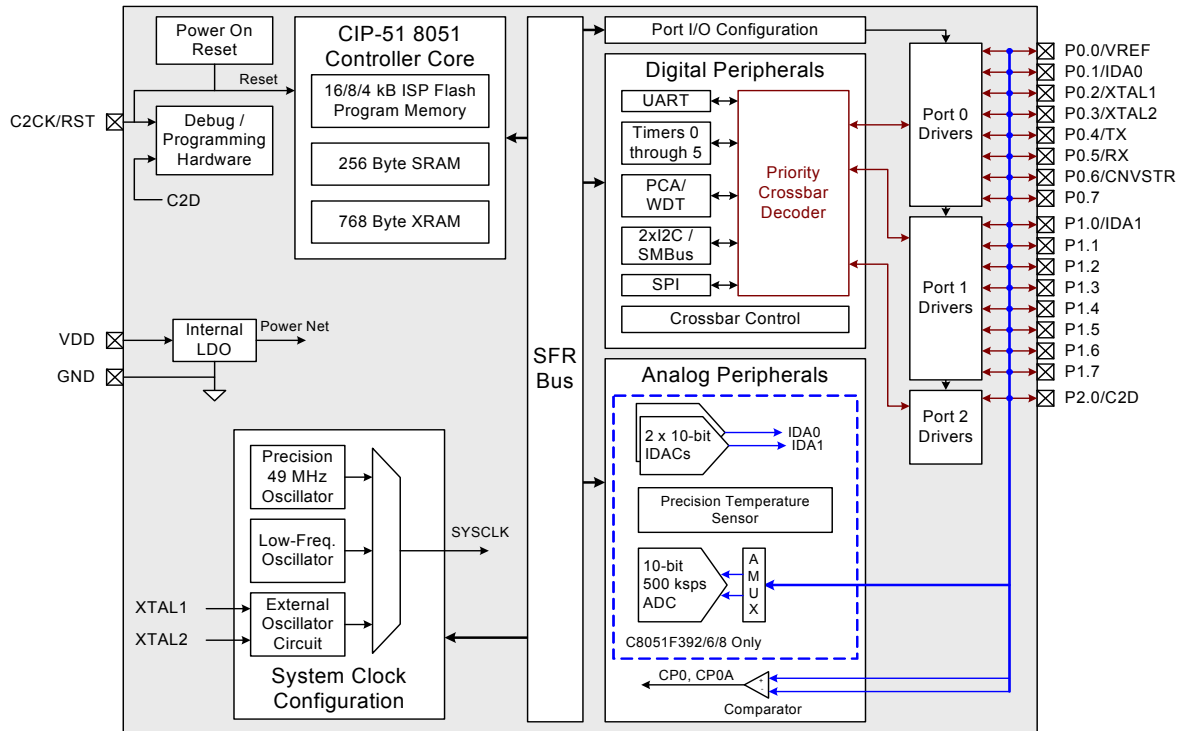 Power On
Reset
Reset
C2CK/RST
Debug /
Programming
Hardware
C2D
CIP-51 8051
Controller Core
16/8/4 kB ISP Flash
Program Memory
256 Byte SRAM
768 Byte XRAM
VDD
GND
Internal
LDO
Power Net
Precision
49 MHz
Oscillator
Low-Freq.
Oscillator
External
Oscillator
Circuit
XTAL1
XTAL2
SYSCLK
System Clock
Configuration
SFR
Bus
Port I/O Configuration
Digital Peripherals
UART
Timers 0
through 5
PCA/
WDT
2xI2C /
SMBus
SPI
Priority
Crossbar
Decoder
Crossbar Control
Analog Peripherals
2 x 10-bit
IDACs
IDA0
IDA1
Precision Temperature
Sensor
10-bit
500 ksps
ADC
A
M
U
X
C8051F392/6/8 Only
CP0, CP0A
+
-
Comparator
Port 0
Drivers
Port 1
Drivers
Port 2
Drivers
P0.0/VREF
P0.1/IDA0
P0.2/XTAL1
P0.3/XTAL2
P0.4/TX
P0.5/RX
P0.6/CNVSTR
P0.7
P1.0/IDA1
P1.1
P1.2
P1.3
P1.4
P1.5
P1.6
P1.7
P2.0/C2D